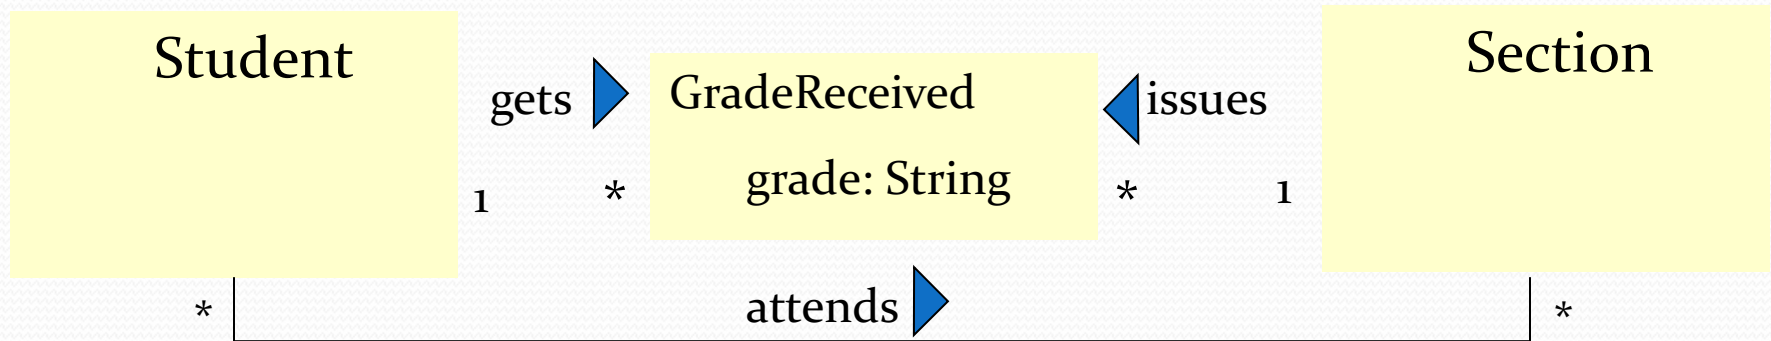 Student
gets
GradeReceived
issues
Section
grade: String
1
*
*
1
*
attends
*